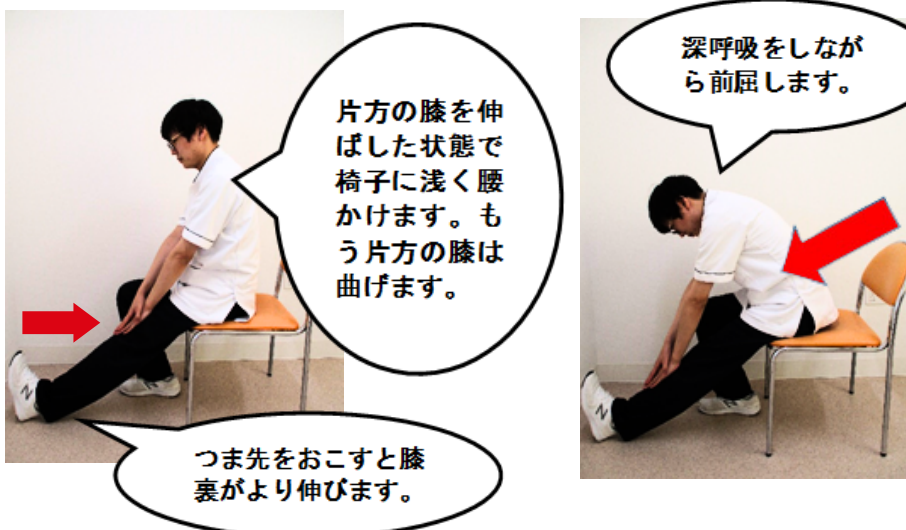 片方の膝を伸
ばした状態で
椅子に浅く腰
かけます。も
う片方の膝は
曲げます。
つま先をおこすと膝
裏がより伸びます。
深呼吸をしなが
ら前屈します。
N
N